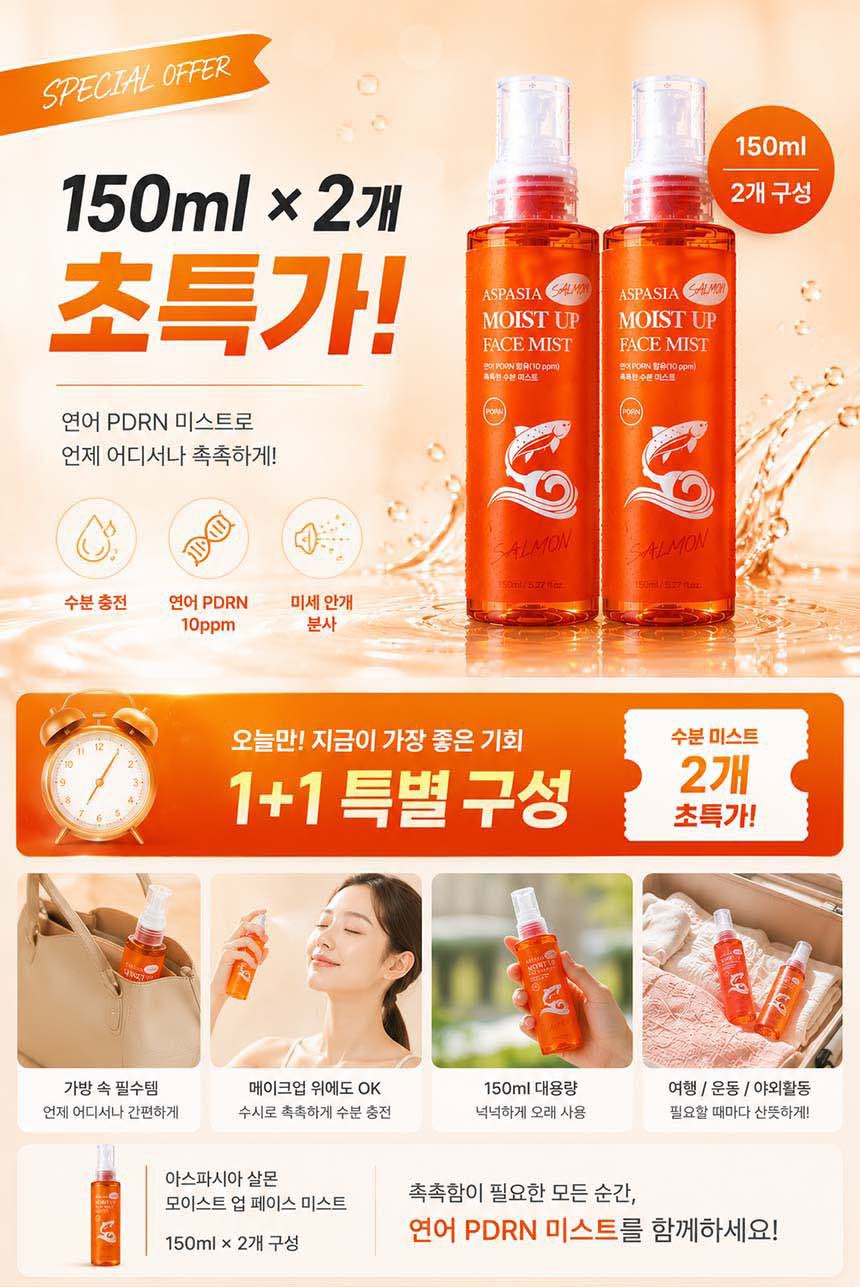 SPECIAL OFFER
150ml × 2개
초특가!
연어 PDRN 미스트로
언제 어디서나 촉촉하게!
수분 충전
연어 PDRN
10ppm
미세 안개
분사
150ml
2개 구성
ASPASIA SALMON
MOIST UP
FACE MIST
연어 PDRN 함유(10 ppm)
촉촉한 수분 미스트
PDRN
SALMON
150ml / 5.27 fl.oz.
ASPASIA SALMON
MOIST UP
FACE MIST
연어 PDRN 함유(10 ppm)
촉촉한 수분 미스트
PDRN
SALMON
150ml / 5.27 fl.oz.
오늘만! 지금이 가장 좋은 기회
1+1 특별 구성
수분 미스트
2개
초특가!
가방 속 필수템
언제 어디서나 간편하게
메이크업 위에도 OK
수시로 촉촉하게 수분 충전
150ml 대용량
넉넉하게 오래 사용
여행 / 운동 / 야외활동
필요할 때마다 산뜻하게!
아스파시아 살몬
모이스트 업 페이스 미스트
150ml × 2개 구성
촉촉함이 필요한 모든 순간,
연어 PDRN 미스트를 함께하세요!